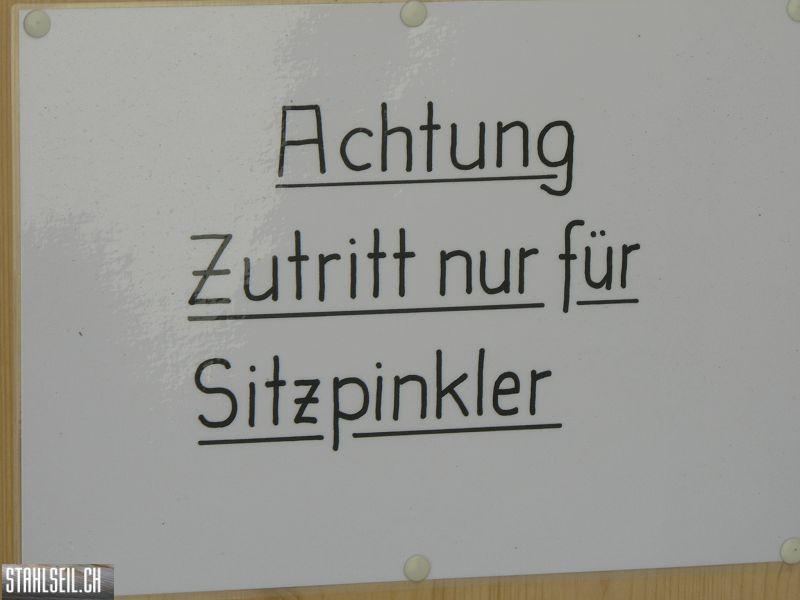 Achtung
Zutritt nur für
Sitzpinkler
STAHLSEIL.CH